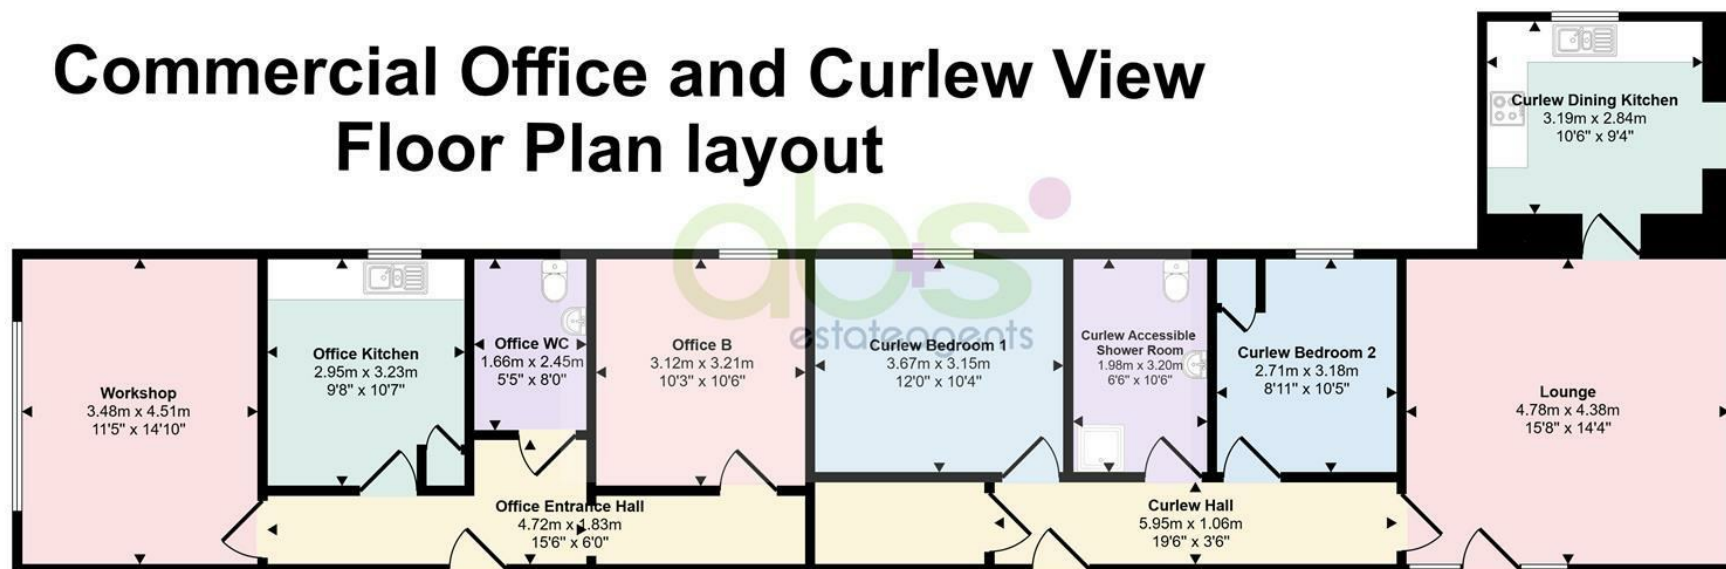 Commercial Office and Curlew View
Floor Plan layout
Curlew Dining Kitchen
3.19m x 2.84m
10'6" x 9'4"
abs
estateagents
Workshop
3.48m x 4.51m
11'5" x 14'10"
Office Kitchen
2.95m x 3.23m
9'8" x 10'7"
Office WC
1.66m x 2.45m
5'5" x 8'0"
Office B
3.12m x 3.21m
10'3" x 10'6"
Curlew Bedroom 1
3.67m x 3.15m
12'0" x 10'4"
Curlew Accessible
Shower Room
1.98m x 3.20m
6'6" x 10'6"
Curlew Bedroom 2
2.71m x 3.18m
8'11" x 10'5"
Lounge
4.78m x 4.38m
15'8" x 14'4"
Office Entrance Hall
4.72m x 1.83m
15'6" x 6'0"
Curlew Hall
5.95m x 1.06m
19'6" x 3'6"